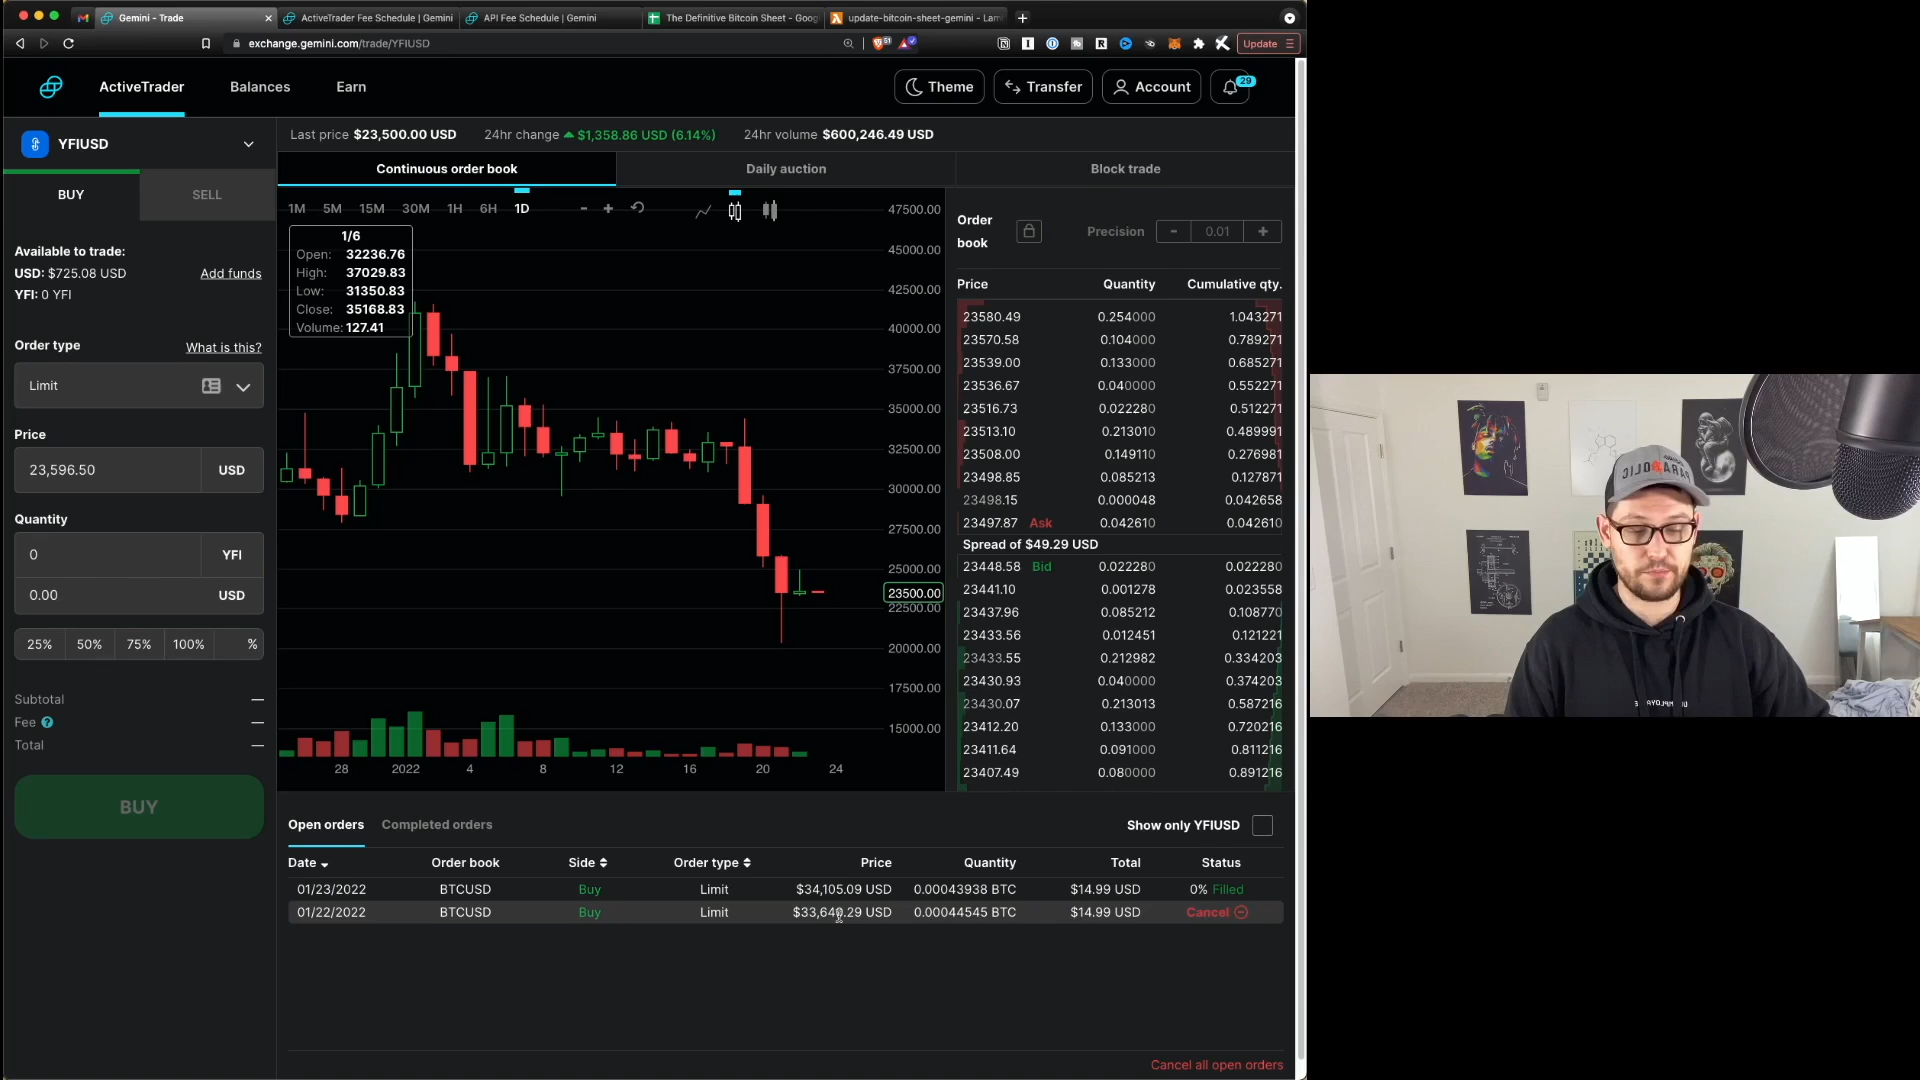 Gemini - Trade
ActiveTrader Fee Schedule | Gemini
API Fee Schedule | Gemini
The Definitive Bitcoin Sheet - Goog
update-bitcoin-sheet-gemini - Lam
exchange.gemini.com/trade/YFIUSD
Update
ActiveTrader
Balances
Earn
Theme
Transfer
Account
29
YFIUSD
Last price $23,500.00 USD
24hr change $1,358.86 USD (6.14%)
24hr volume $600,246.49 USD
BUY
SELL
Continuous order book
Daily auction
Block trade
Available to trade:
USD: $725.08 USD
Add funds
YFI: 0 YFI
Order type
What is this?
Limit
Price
23,596.50
USD
Quantity
0
YFI
0.00
USD
25%
50%
75%
100%
%
Subtotal —
Fee ? —
Total —
BUY
1M 5M 15M 30M 1H 6H 1D - +
1/6
Open: 32236.76
High: 37029.83
Low: 31350.83
Close: 35168.83
Volume: 127.41
47500.00
45000.00
42500.00
40000.00
37500.00
35000.00
32500.00
30000.00
27500.00
25000.00
23500.00
22500.00
20000.00
17500.00
15000.00
28 2022 4 8 12 16 20 24
Order book
Precision - 0.01 +
Price Quantity Cumulative qty.
23580.49 0.254000 1.043271
23570.58 0.104000 0.789271
23539.00 0.133000 0.685271
23536.67 0.040000 0.552271
23516.73 0.022280 0.512271
23513.10 0.213010 0.489991
23508.00 0.149110 0.276981
23498.85 0.085213 0.127871
23498.15 0.000048 0.042658
23497.87 Ask 0.042610 0.042610
Spread of $49.29 USD
23448.58 Bid 0.022280 0.022280
23441.10 0.001278 0.023558
23437.96 0.085212 0.108770
23433.56 0.012451 0.121221
23433.55 0.212982 0.334203
23430.93 0.040000 0.374203
23430.07 0.213013 0.587216
23412.20 0.133000 0.720216
23411.64 0.091000 0.811216
23407.49 0.080000 0.891216
Open orders
Completed orders
Show only YFIUSD
Date Order book Side Order type Price Quantity Total Status
01/23/2022 BTCUSD Buy Limit $34,105.09 USD 0.00043938 BTC $14.99 USD 0% Filled
01/22/2022 BTCUSD Buy Limit $33,640.29 USD 0.00044545 BTC $14.99 USD Cancel
Cancel all open orders